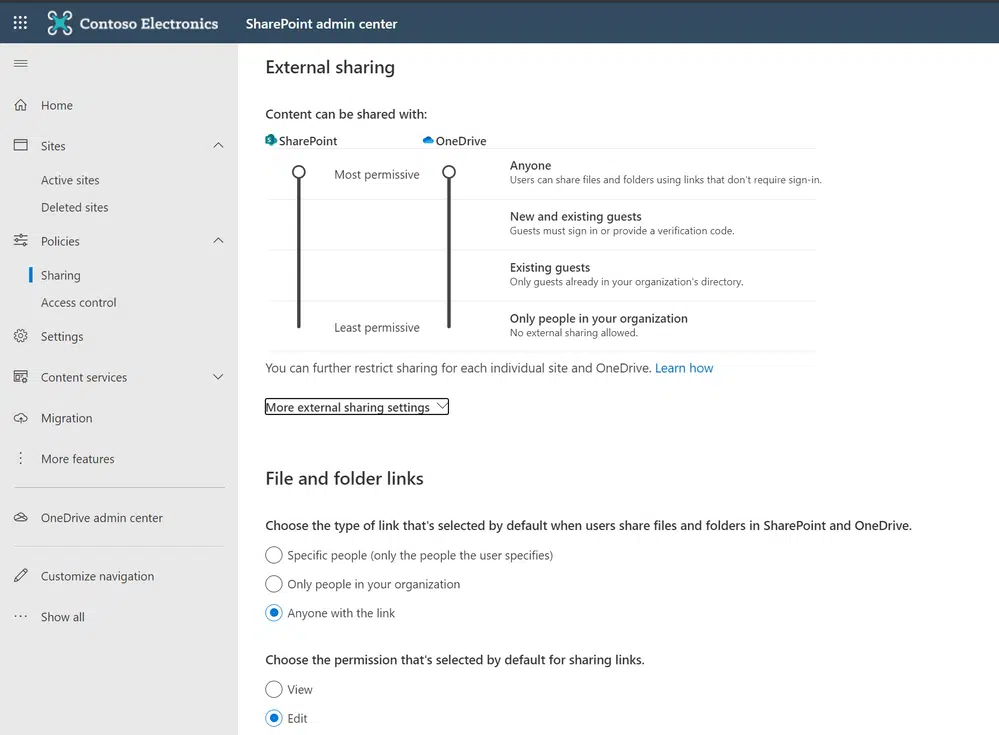 Contoso Electronics SharePoint admin center
Home
Sites
Active sites
Deleted sites
Policies
Sharing
Access control
Settings
Content services
Migration
More features
OneDrive admin center
Customize navigation
Show all
External sharing
Content can be shared with:
SharePoint OneDrive
Most permissive
Least permissive
Anyone
Users can share files and folders using links that don't require sign-in.
New and existing guests
Guests must sign in or provide a verification code.
Existing guests
Only guests already in your organization's directory.
Only people in your organization
No external sharing allowed.
You can further restrict sharing for each individual site and OneDrive. Learn how
More external sharing settings
File and folder links
Choose the type of link that's selected by default when users share files and folders in SharePoint and OneDrive.
Specific people (only the people the user specifies)
Only people in your organization
Anyone with the link
Choose the permission that's selected by default for sharing links.
View
Edit